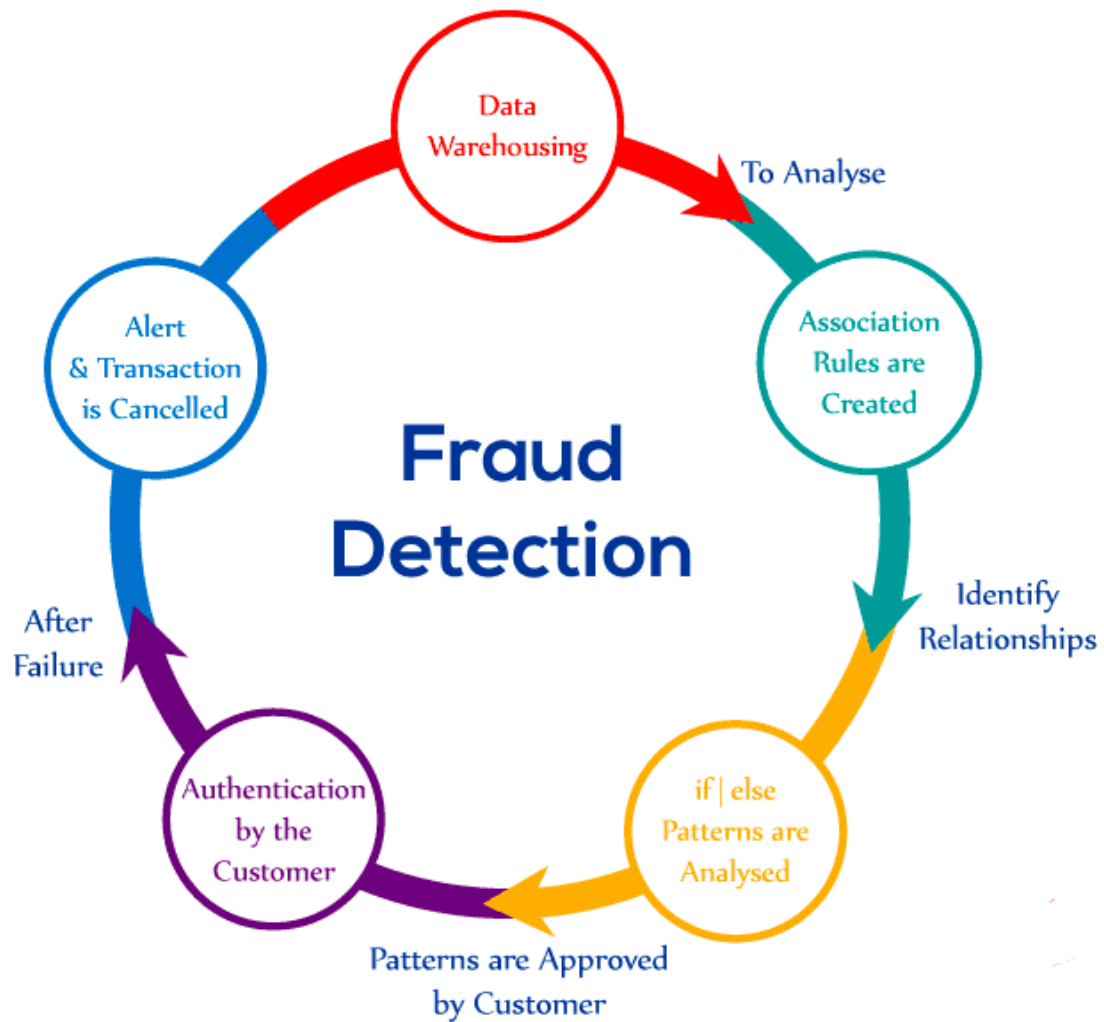 Data
Warehousing
To Analyse
Association
Rules are
Created
Identify
Relationships
if | else
Patterns are
Analysed
Patterns are Approved
by Customer
Authentication
by the
Customer
After
Failure
Alert
& Transaction
is Cancelled
Fraud
Detection